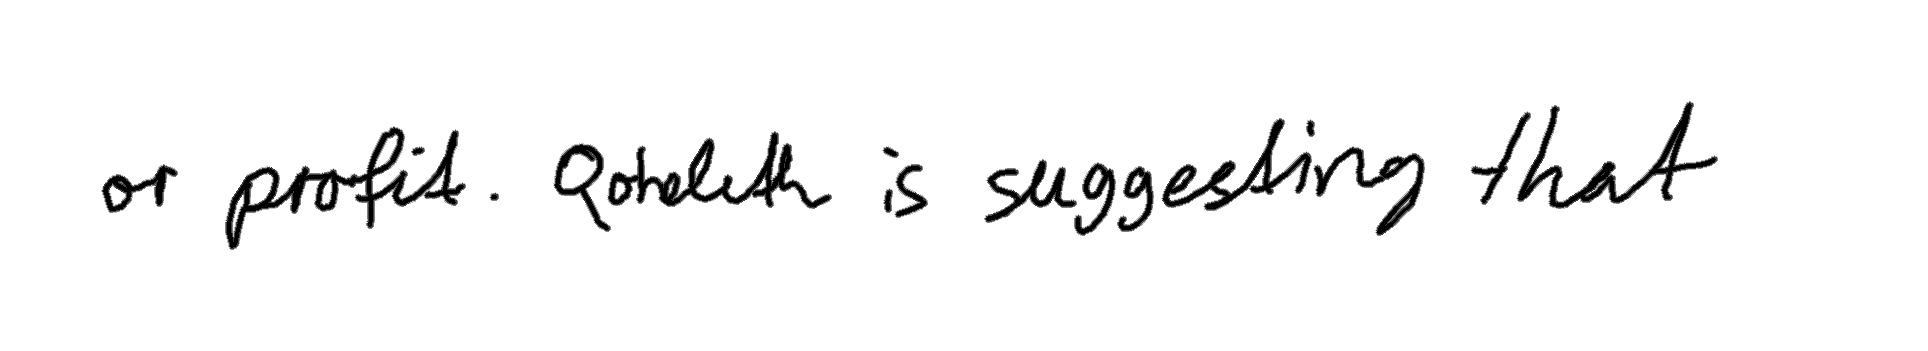 or profit. Qoheleth is suggesting that